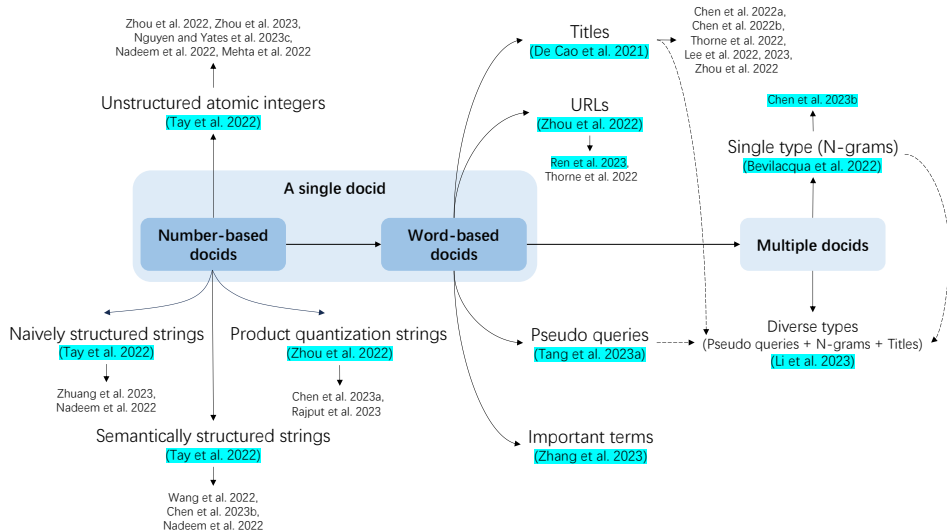 Zhou et al. 2022, Zhou et al. 2023,
Nguyen and Yates et al. 2023c,
Nadeem et al. 2022, Mehta et al. 2022
Unstructured atomic integers
(Tay et al. 2022)
A single docid
Number-based
docids
Word-based
docids
Naively structured strings
(Tay et al. 2022)
Zhuang et al. 2023,
Nadeem et al. 2022
Product quantization strings
(Zhou et al. 2022)
Chen et al. 2023a,
Rajput et al. 2023
Semantically structured strings
(Tay et al. 2022)
Wang et al. 2022,
Chen et al. 2023b,
Nadeem et al. 2022
Titles
(De Cao et al. 2021)
Chen et al. 2022a,
Chen et al. 2022b,
Thorne et al. 2022,
Lee et al. 2022, 2023,
Zhou et al. 2022
URLs
(Zhou et al. 2022)
Ren et al. 2023,
Thorne et al. 2022
Pseudo queries
(Tang et al. 2023a)
Important terms
(Zhang et al. 2023)
Chen et al. 2023b
Single type (N-grams)
(Bevilacqua et al. 2022)
Multiple docids
Diverse types
(Pseudo queries + N-grams + Titles)
(Li et al. 2023)